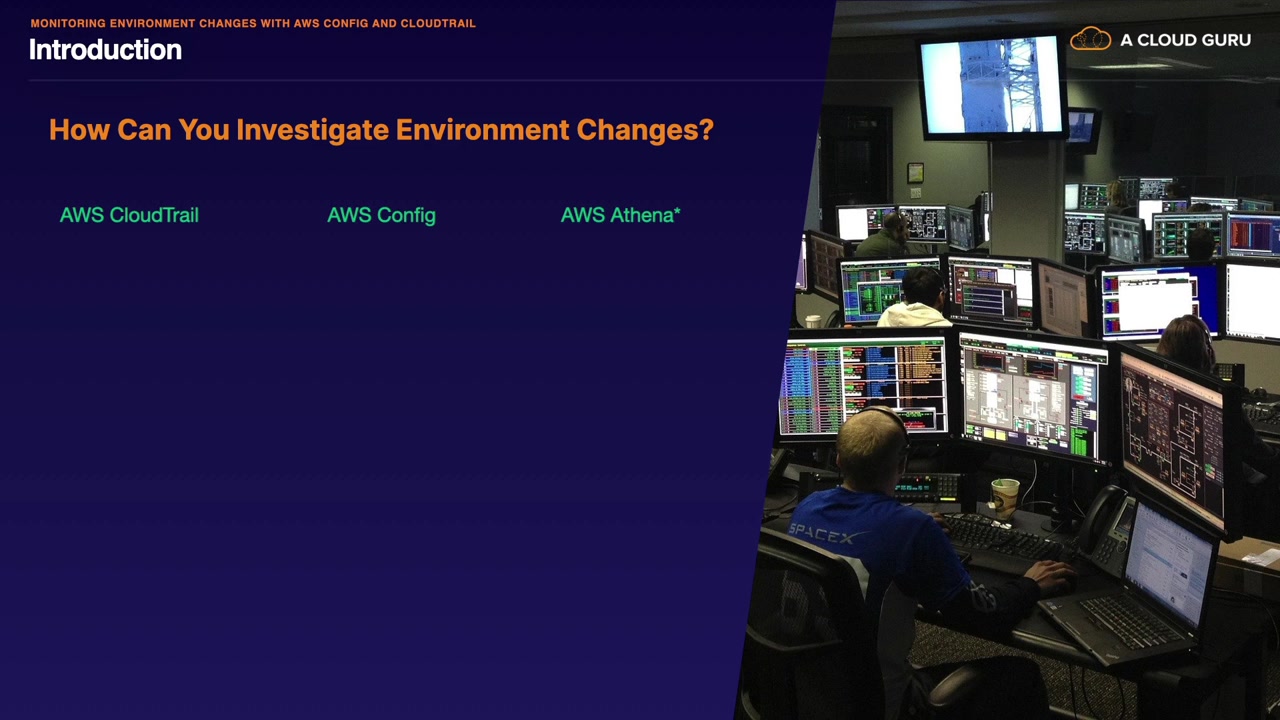 MONITORING ENVIRONMENT CHANGES WITH AWS CONFIG AND CLOUDTRAIL
Introduction
A CLOUD GURU
How Can You Investigate Environment Changes?
AWS CloudTrail
AWS Config
AWS Athena*
SPACEX